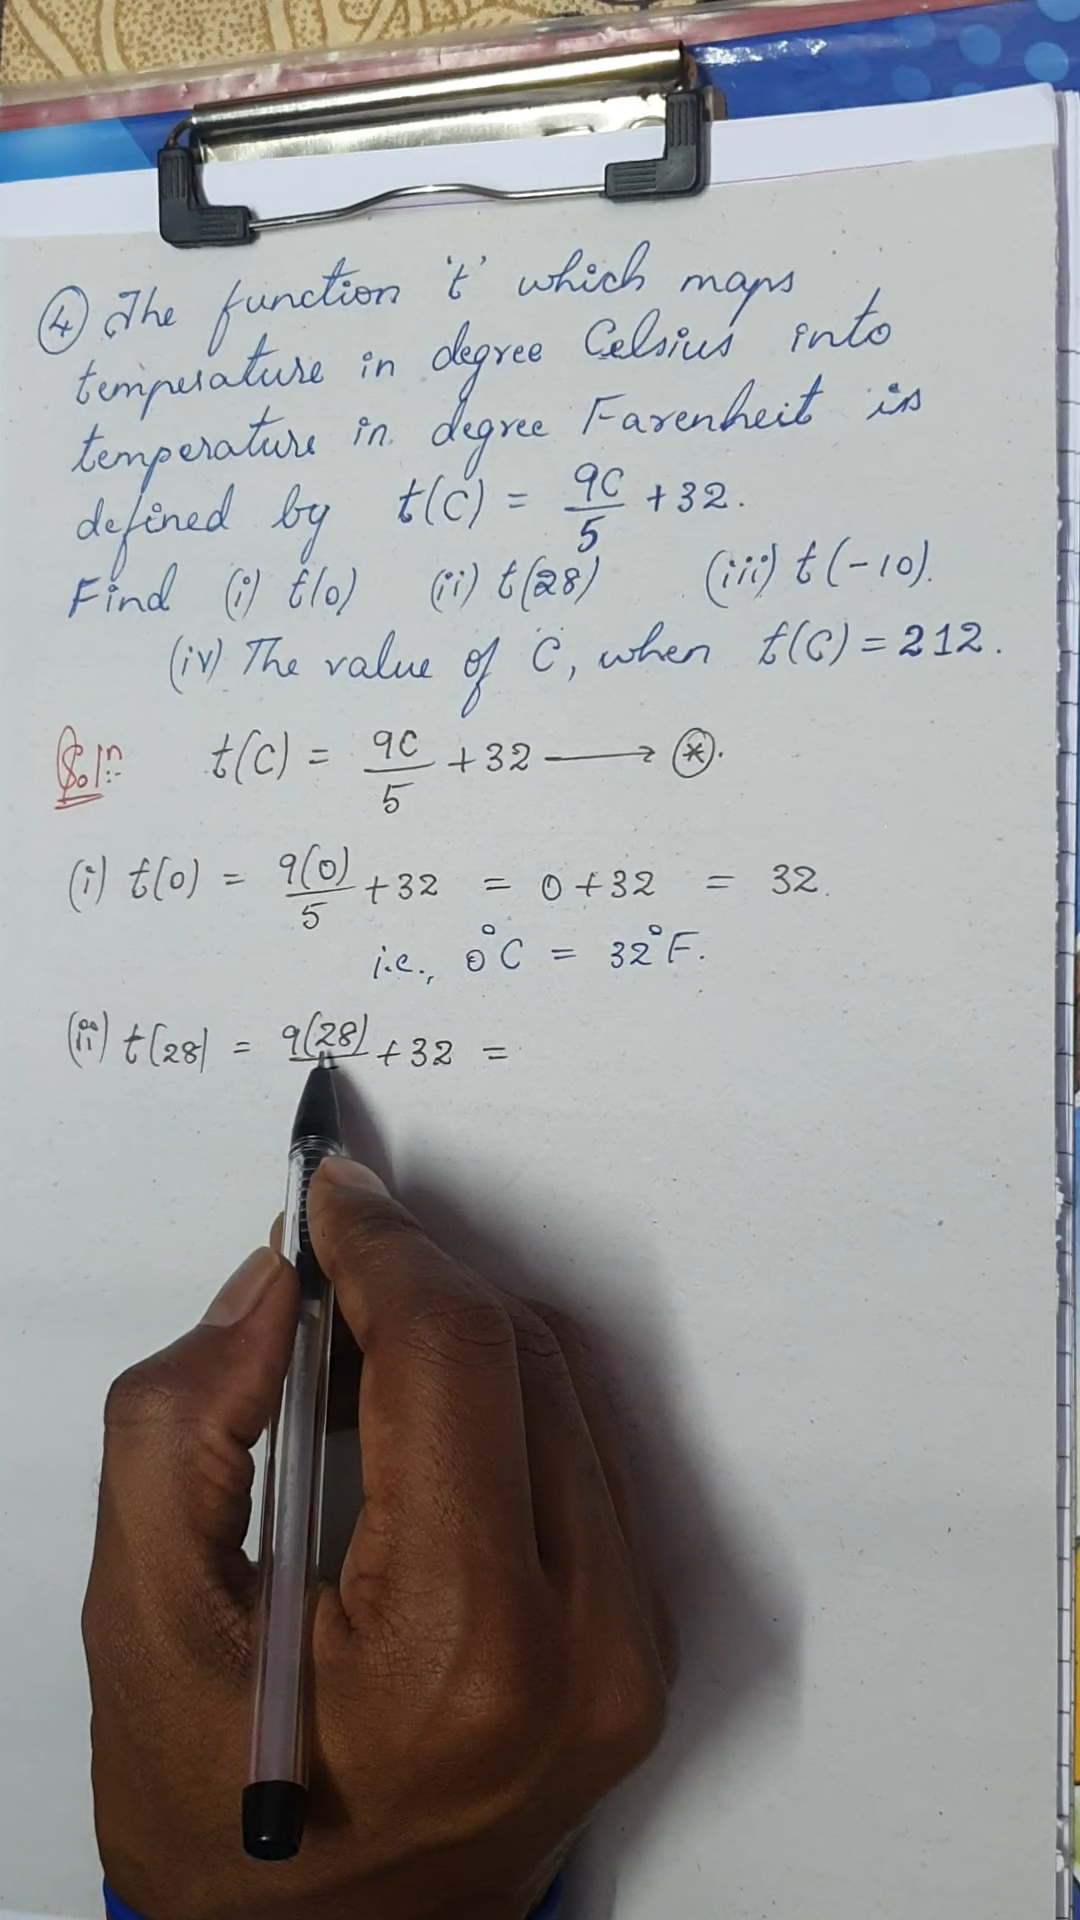 ④ The function 't' which maps
temperature in degree Celsius into
temperature in degree Farenheit is
defined by t(C) = 9C/5 + 32.
Find (i) t(0) (ii) t(28) (iii) t(-10).
(iv) The value of C, when t(C) = 212.
Soln:- t(C) = 9C/5 + 32 ⟶ ⊛.
(i) t(0) = 9(0)/5 + 32 = 0 + 32 = 32.
i.e., 0°C = 32°F.
(ii) t(28) = 9(28)/ + 32 =